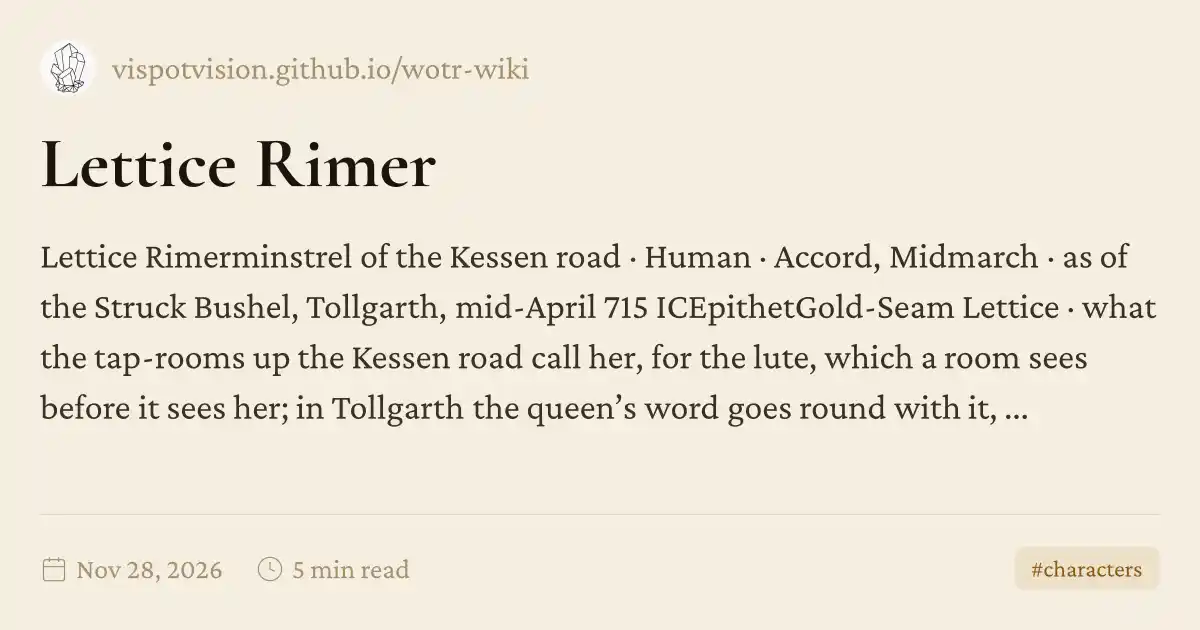 vispotvision.github.io/wotr-wiki
Lettice Rimer
Lettice Rimerminstrel of the Kessen road · Human · Accord, Midmarch · as of
the Struck Bushel, Tollgarth, mid-April 715 ICEpithetGold-Seam Lettice · what
the tap-rooms up the Kessen road call her, for the lute, which a room sees
before it sees her; in Tollgarth the queen’s word goes round with it, ...
Nov 28, 2026
5 min read
#characters